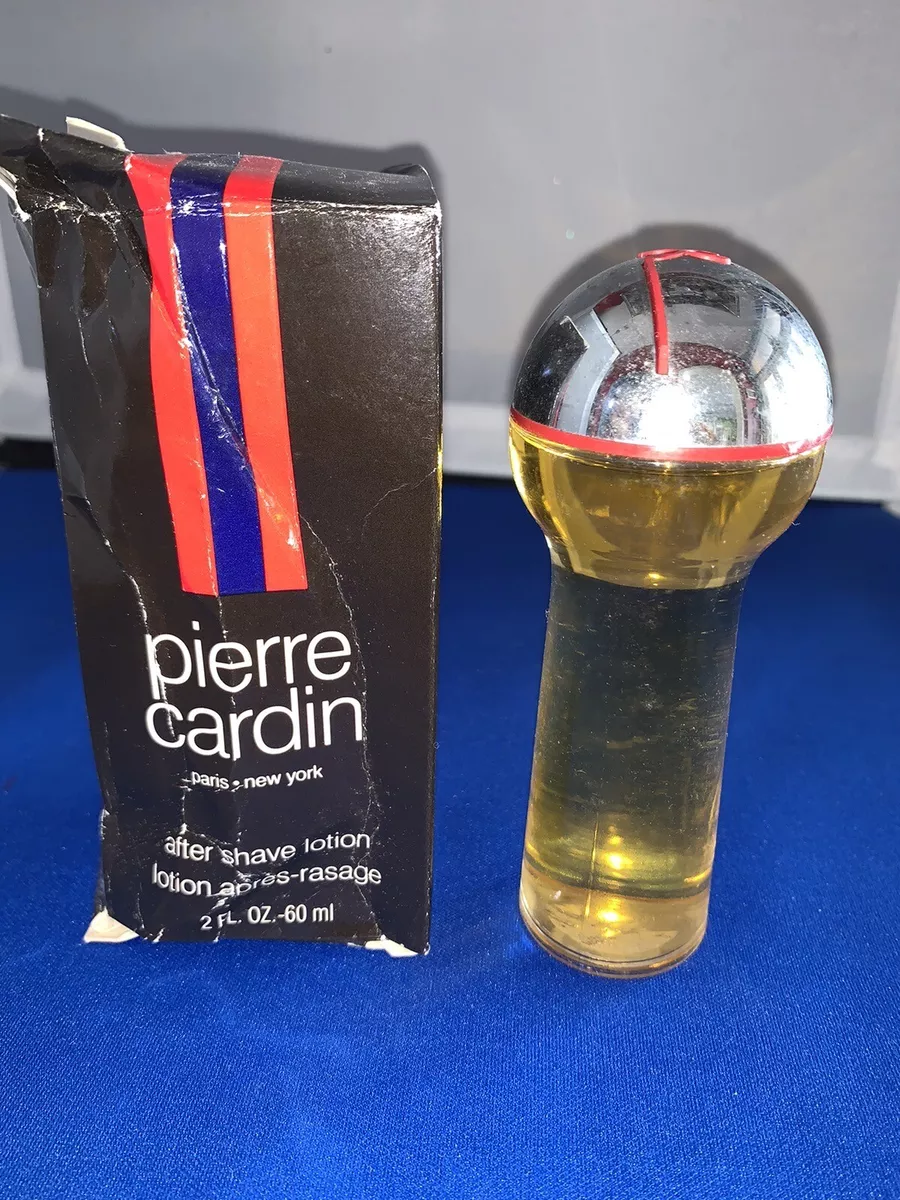 pierre
cardin
paris • new york
after shave lotion
lotion après-rasage
2 FL. OZ.-60 ml